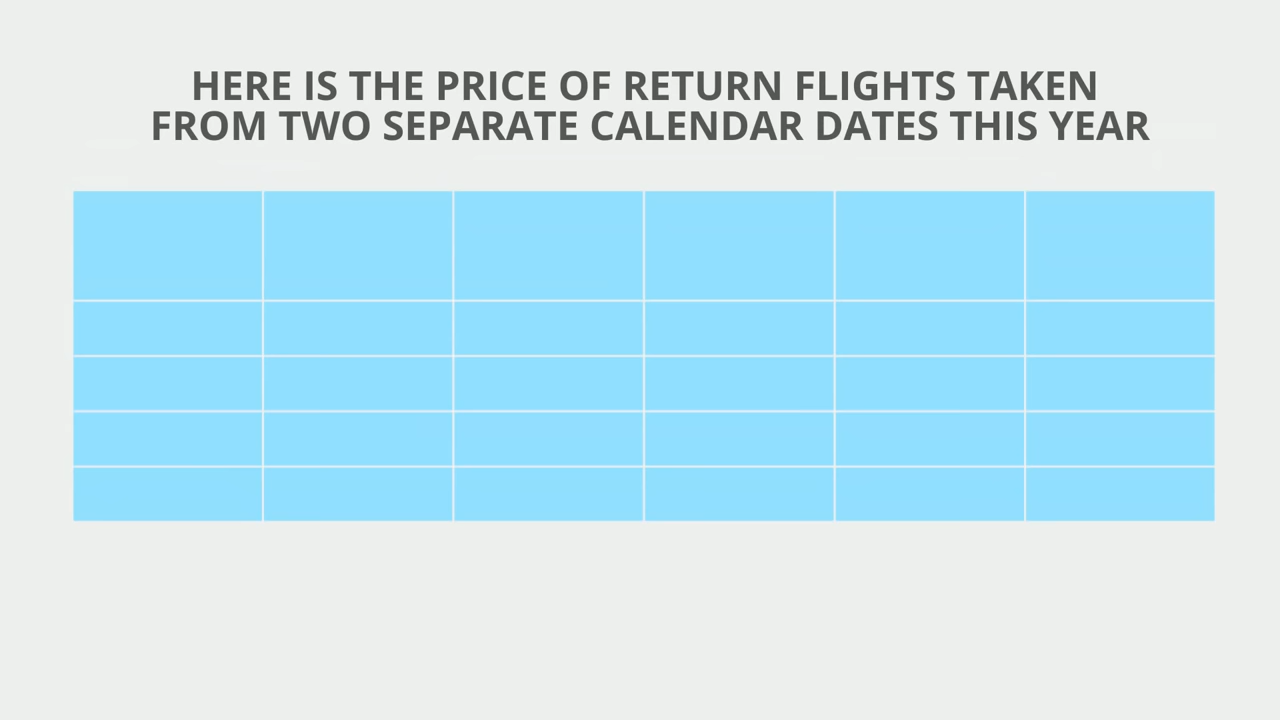 HERE IS THE PRICE OF RETURN FLIGHTS TAKEN
FROM TWO SEPARATE CALENDAR DATES THIS YEAR